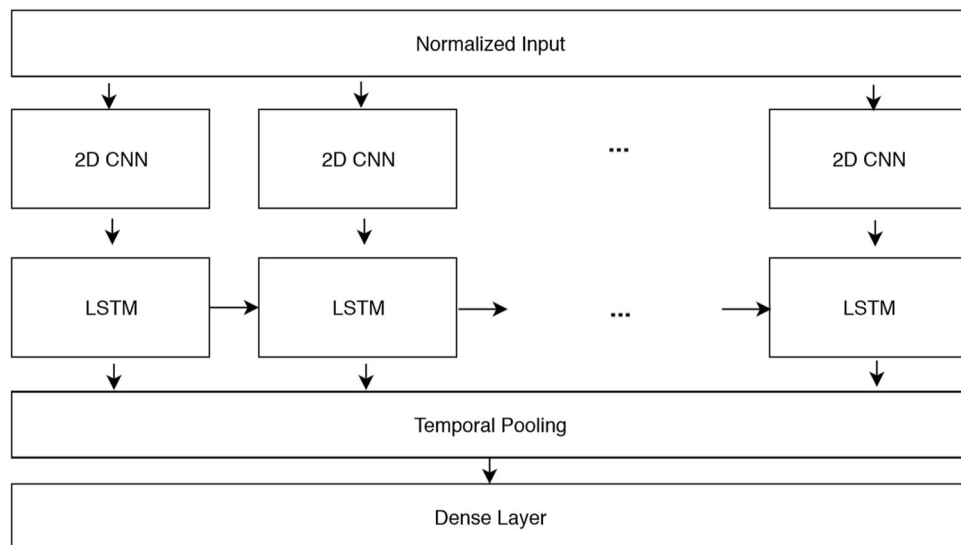 Normalized Input
2D CNN
2D CNN
...
2D CNN
LSTM
LSTM
...
LSTM
Temporal Pooling
Dense Layer